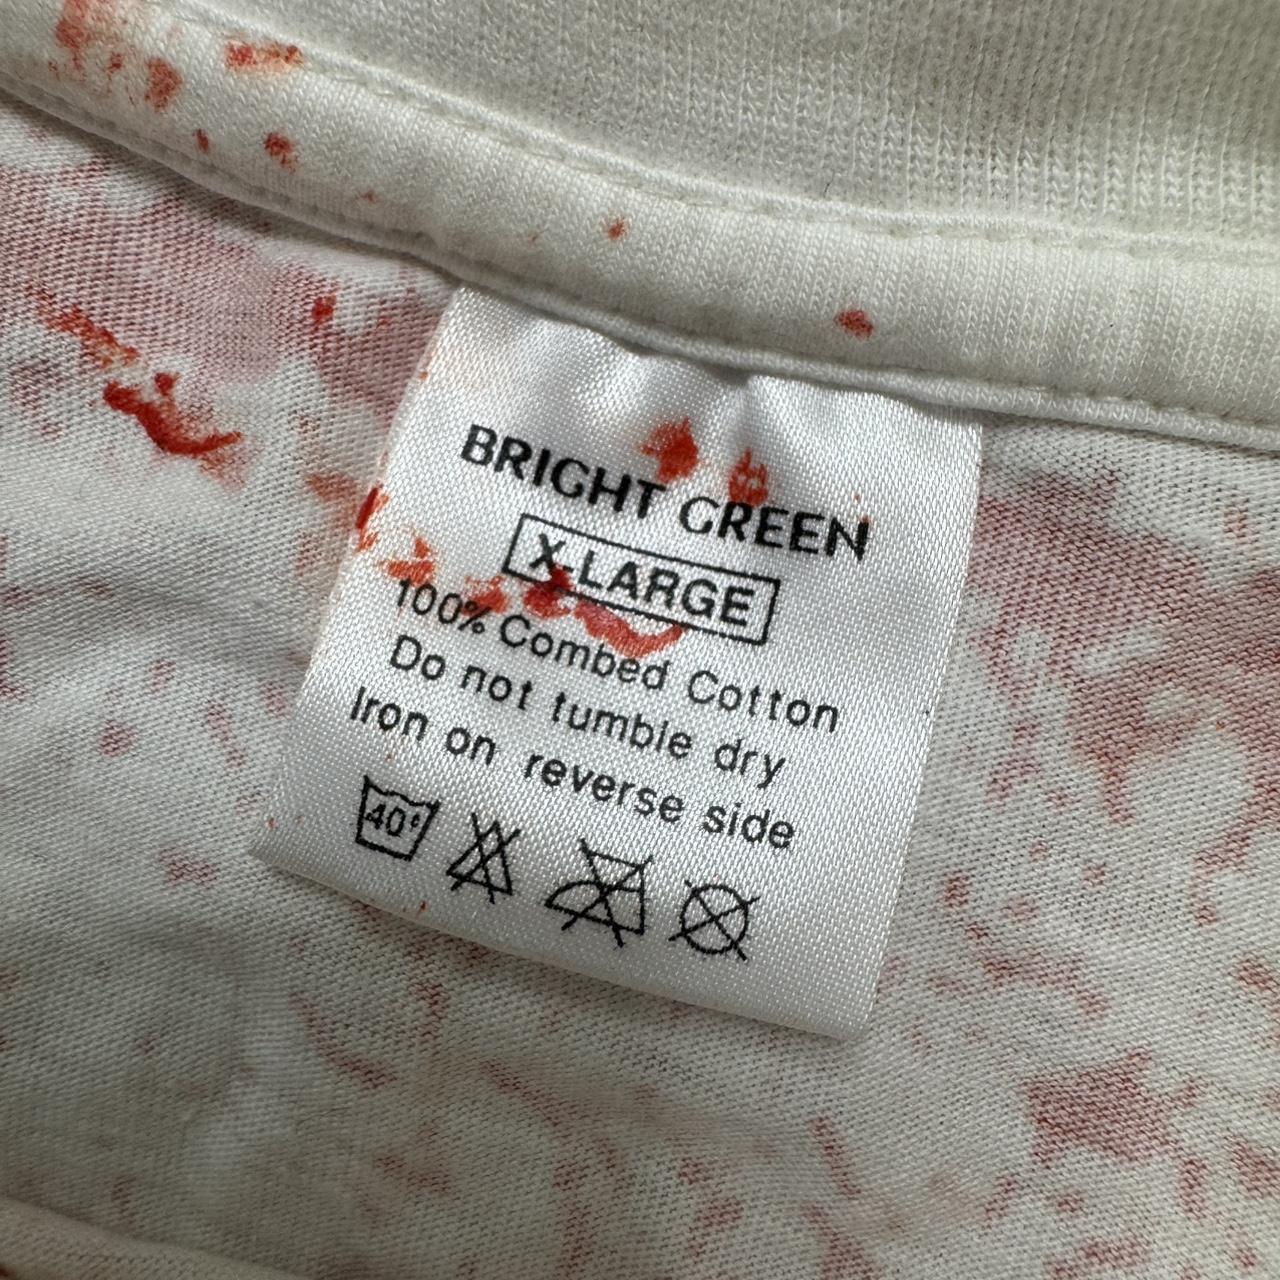 BRIGHT GREEN
X-LARGE
100% Combed Cotton
Do not tumble dry
Iron on reverse side
40°